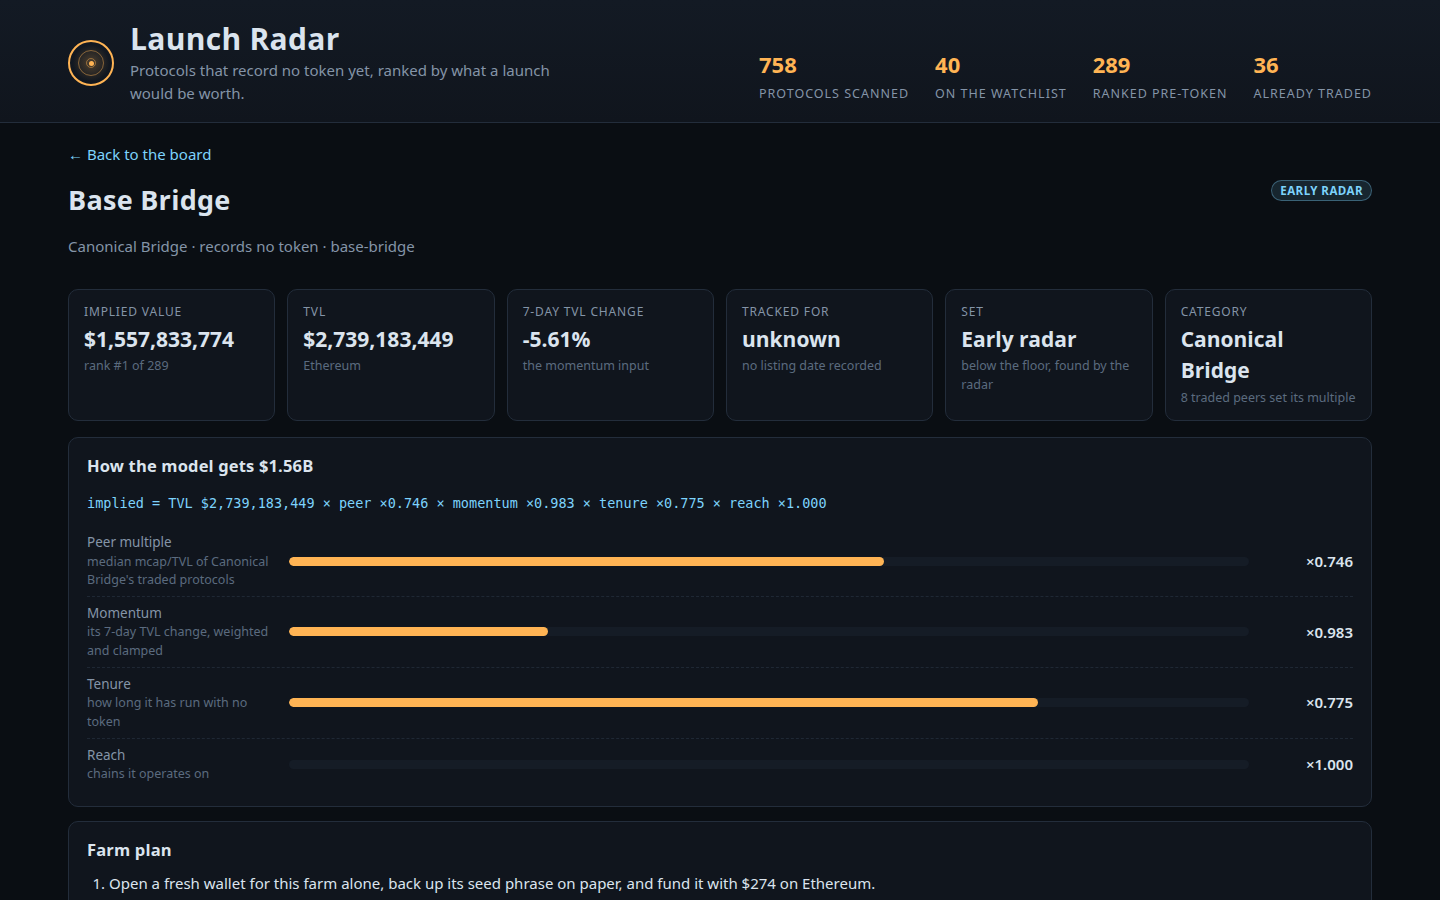 Launch Radar
Protocols that record no token yet, ranked by what a launch
would be worth.
758
PROTOCOLS SCANNED
40
ON THE WATCHLIST
289
RANKED PRE-TOKEN
36
ALREADY TRADED
← Back to the board
Base Bridge
EARLY RADAR
Canonical Bridge · records no token · base-bridge
IMPLIED VALUE
$1,557,833,774
rank #1 of 289
TVL
$2,739,183,449
Ethereum
7-DAY TVL CHANGE
-5.61%
the momentum input
TRACKED FOR
unknown
no listing date recorded
SET
Early radar
below the floor, found by the
radar
CATEGORY
Canonical
Bridge
8 traded peers set its multiple
How the model gets $1.56B
implied = TVL $2,739,183,449 × peer ×0.746 × momentum ×0.983 × tenure ×0.775 × reach ×1.000
Peer multiple
median mcap/TVL of Canonical
Bridge's traded protocols
×0.746
Momentum
its 7-day TVL change, weighted
and clamped
×0.983
Tenure
how long it has run with no
token
×0.775
Reach
chains it operates on
×1.000
Farm plan
1. Open a fresh wallet for this farm alone, back up its seed phrase on paper, and fund it with $274 on Ethereum.